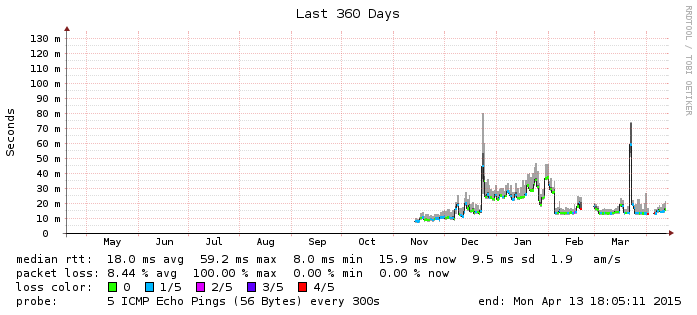 Last 360 Days
RRDTOOL / TOBI OETIKER
Seconds
130 m
120 m
110 m
100 m
90 m
80 m
70 m
60 m
50 m
40 m
30 m
20 m
10 m
0 m
May Jun Jul Aug Sep Oct Nov Dec Jan Feb Mar
median rtt: 18.0 ms avg 59.2 ms max 8.0 ms min 15.9 ms now 9.5 ms sd 1.9 am/s
packet loss: 8.44 % avg 100.00 % max 0.00 % min 0.00 % now
loss color: 0 1/5 2/5 3/5 4/5
probe: 5 ICMP Echo Pings (56 Bytes) every 300s end: Mon Apr 13 18:05:11 2015